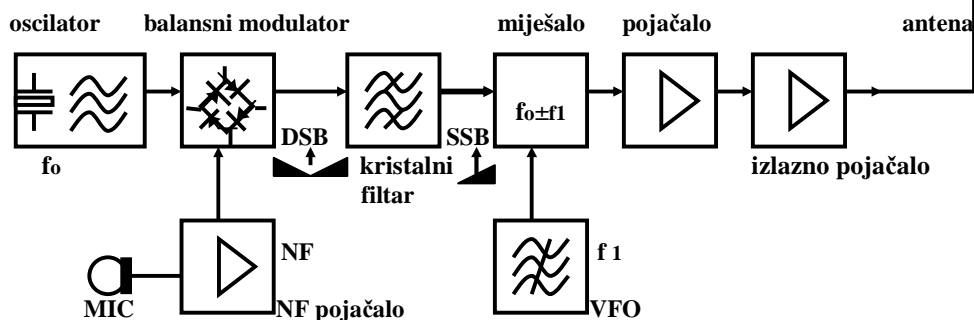 oscilator
balansni modulator
miješalo
pojačalo
antena
fo±f1
DSB
SSB
fo
kristalni
filtar
izlazno pojačalo
NF
f 1
MIC
NF pojačalo
VFO